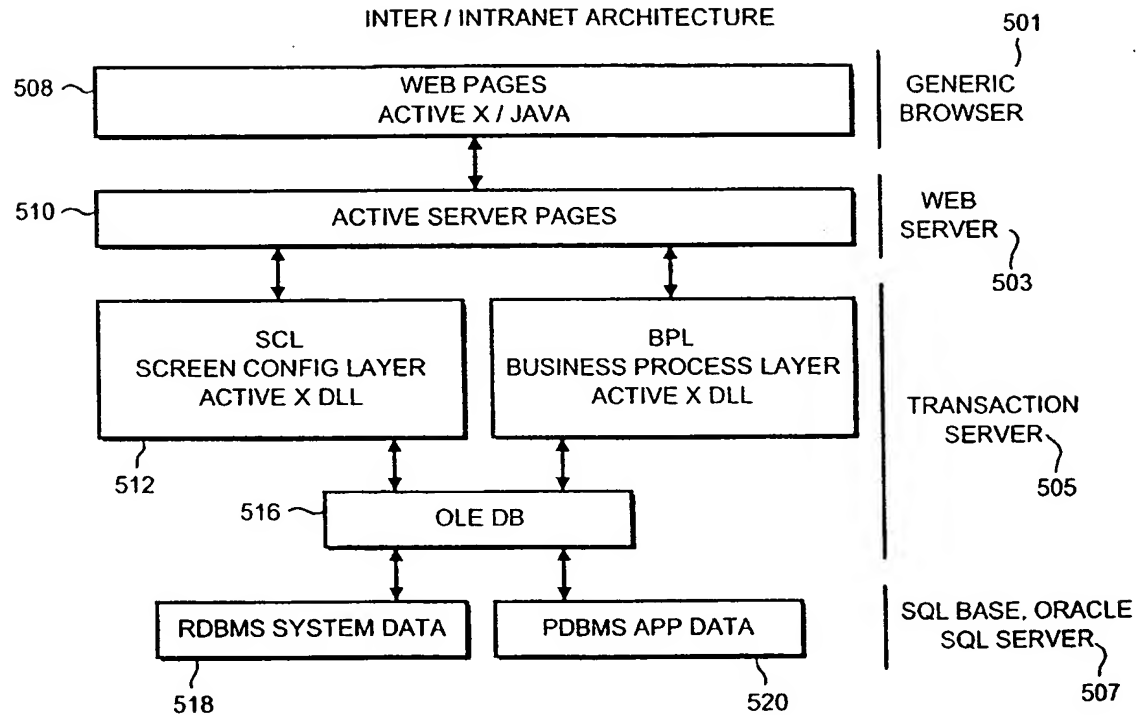 INTER / INTRANET ARCHITECTURE
501
508
WEB PAGES
ACTIVE X / JAVA
GENERIC
BROWSER
510
ACTIVE SERVER PAGES
WEB
SERVER
503
SCL
SCREEN CONFIG LAYER
ACTIVE X DLL
BPL
BUSINESS PROCESS LAYER
ACTIVE X DLL
TRANSACTION
SERVER
505
512
516
OLE DB
RDBMS SYSTEM DATA
PDBMS APP DATA
SQL BASE, ORACLE
SQL SERVER
507
518
520